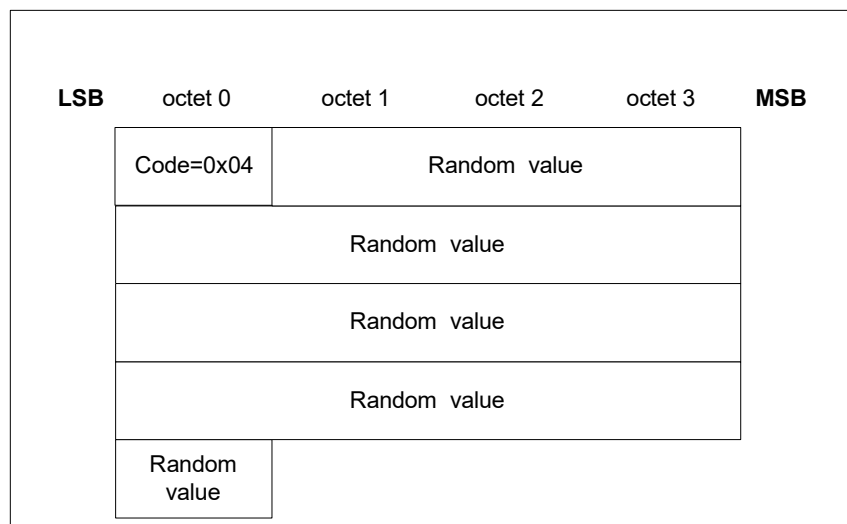 LSB octet 0 octet 1 octet 2 octet 3 MSB
Code=0x04 Random value
Random value
Random value
Random value
Random
value